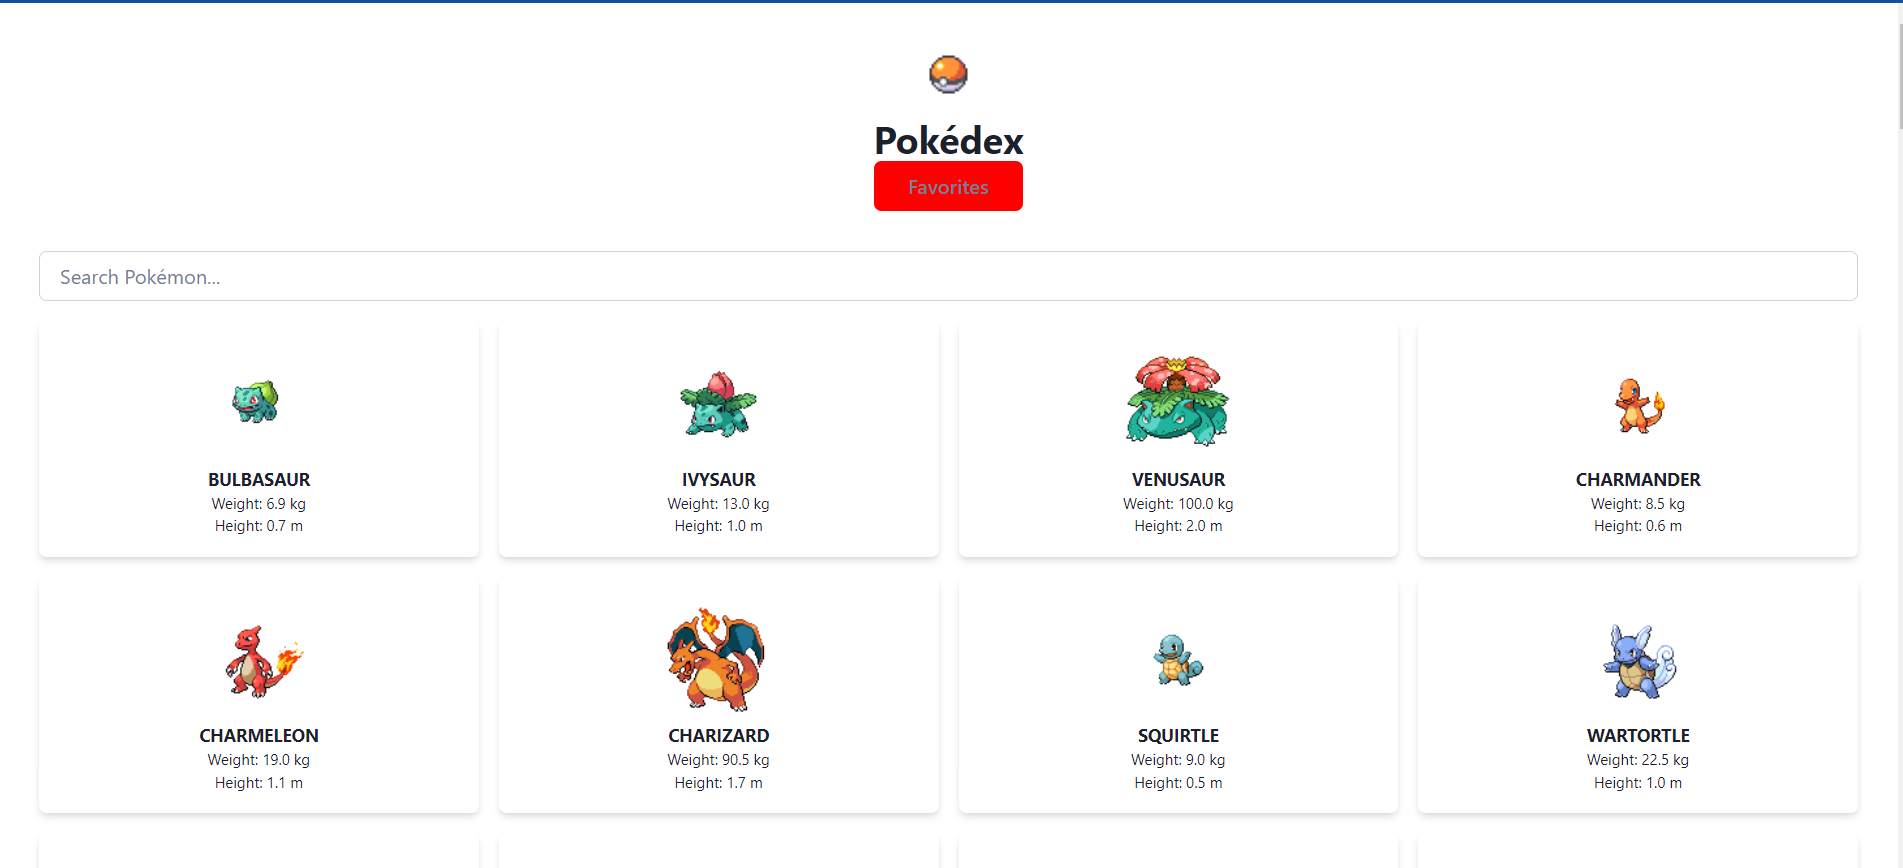 Pokédex
Favorites
Search Pokémon...
BULBASAUR
Weight: 6.9 kg
Height: 0.7 m
IVYSAUR
Weight: 13.0 kg
Height: 1.0 m
VENUSAUR
Weight: 100.0 kg
Height: 2.0 m
CHARMANDER
Weight: 8.5 kg
Height: 0.6 m
CHARMELEON
Weight: 19.0 kg
Height: 1.1 m
CHARIZARD
Weight: 90.5 kg
Height: 1.7 m
SQUIRTLE
Weight: 9.0 kg
Height: 0.5 m
WARTORTLE
Weight: 22.5 kg
Height: 1.0 m